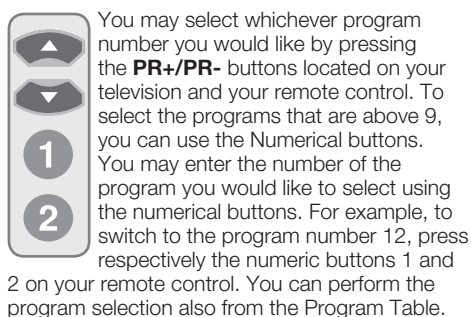 You may select whichever program
number you would like by pressing
the PR+/PR- buttons located on your
television and your remote control. To
select the programs that are above 9,
you can use the Numerical buttons.
You may enter the number of the
program you would like to select using
the numerical buttons. For example, to
switch to the program number 12, press
respectively the numeric buttons 1 and
2 on your remote control. You can perform the
program selection also from the Program Table.
1
2